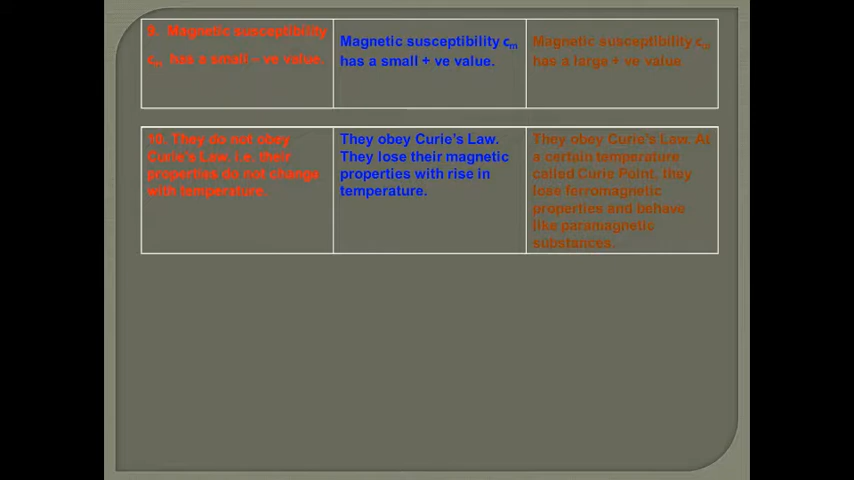 9. Magnetic susceptibility
cm has a small – ve value.
Magnetic susceptibility cm
has a small + ve value.
Magnetic susceptibility cm
has a large + ve value
10. They do not obey
Curie's Law. i.e. their
properties do not change
with temperature.
They obey Curie's Law.
They lose their magnetic
properties with rise in
temperature.
They obey Curie's Law. At
a certain temperature
called Curie Point, they
lose ferromagnetic
properties and behave
like paramagnetic
substances.